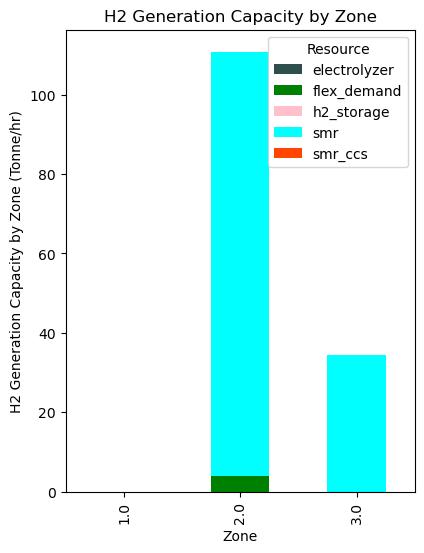 H2 Generation Capacity by Zone
Resource
electrolyzer
flex_demand
h2_storage
smr
smr_ccs
H2 Generation Capacity by Zone (Tonne/hr)
100
80
60
40
20
0
1.0
2.0
3.0
Zone